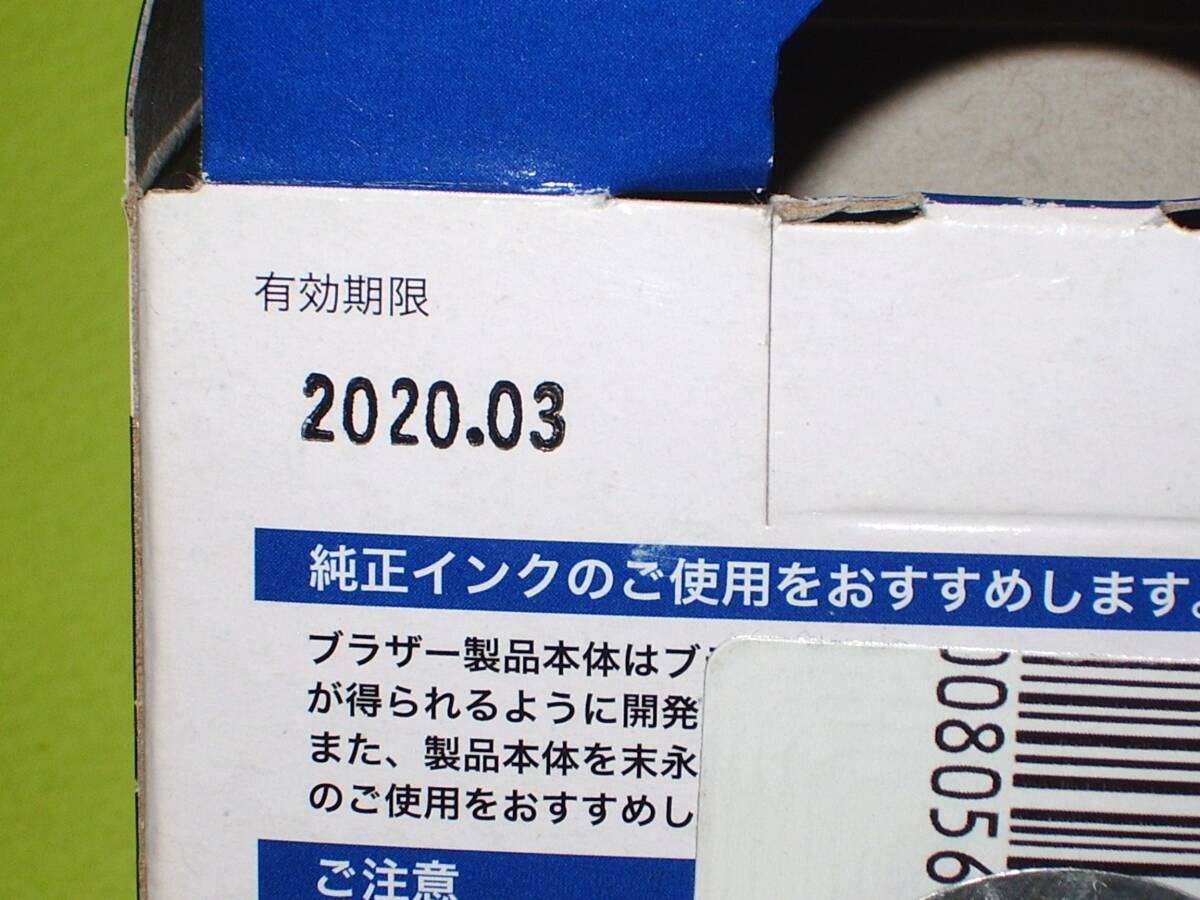 有効期限
2020.03
純正インクのご使用をおすすめします。
ブラザー製品本体はブ
が得られるように開発
また、製品本体を末永
のご使用をおすすめし
ご注意
08056